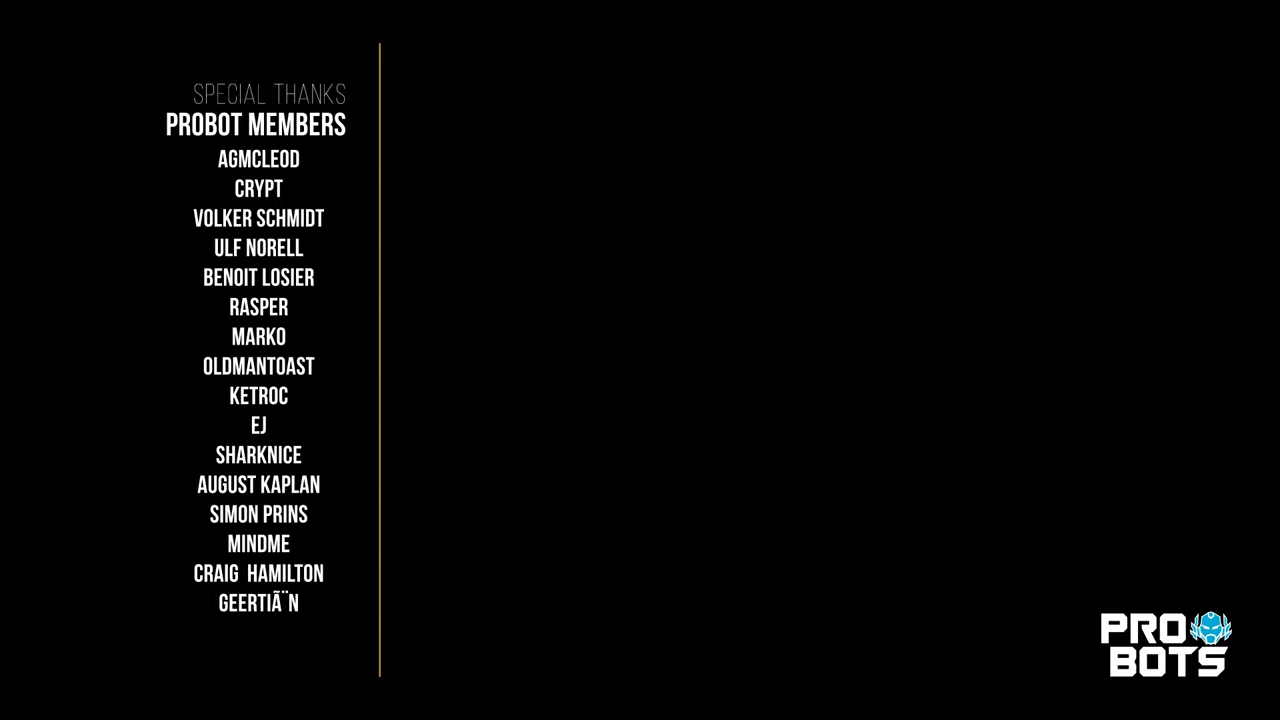 SPECIAL THANKS
PROBOT MEMBERS
AGMCLEOD
CRYPT
VOLKER SCHMIDT
ULF NORELL
BENOIT LOSIER
RASPER
MARKO
OLDMANTOAST
KETROC
EJ
SHARKNICE
AUGUST KAPLAN
SIMON PRINS
MINDME
CRAIG  HAMILTON
GEERTIÃ¨N
PRO
BOTS